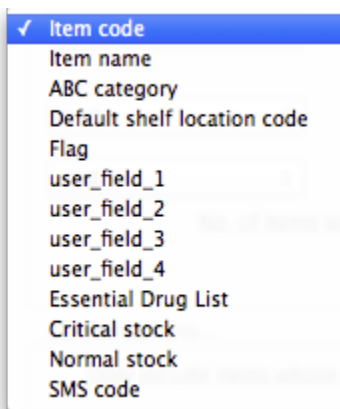 ✓ Item code
Item name
ABC category
Default shelf location code
Flag
user_field_1
user_field_2
user_field_3
user_field_4
Essential Drug List
Critical stock
Normal stock
SMS code